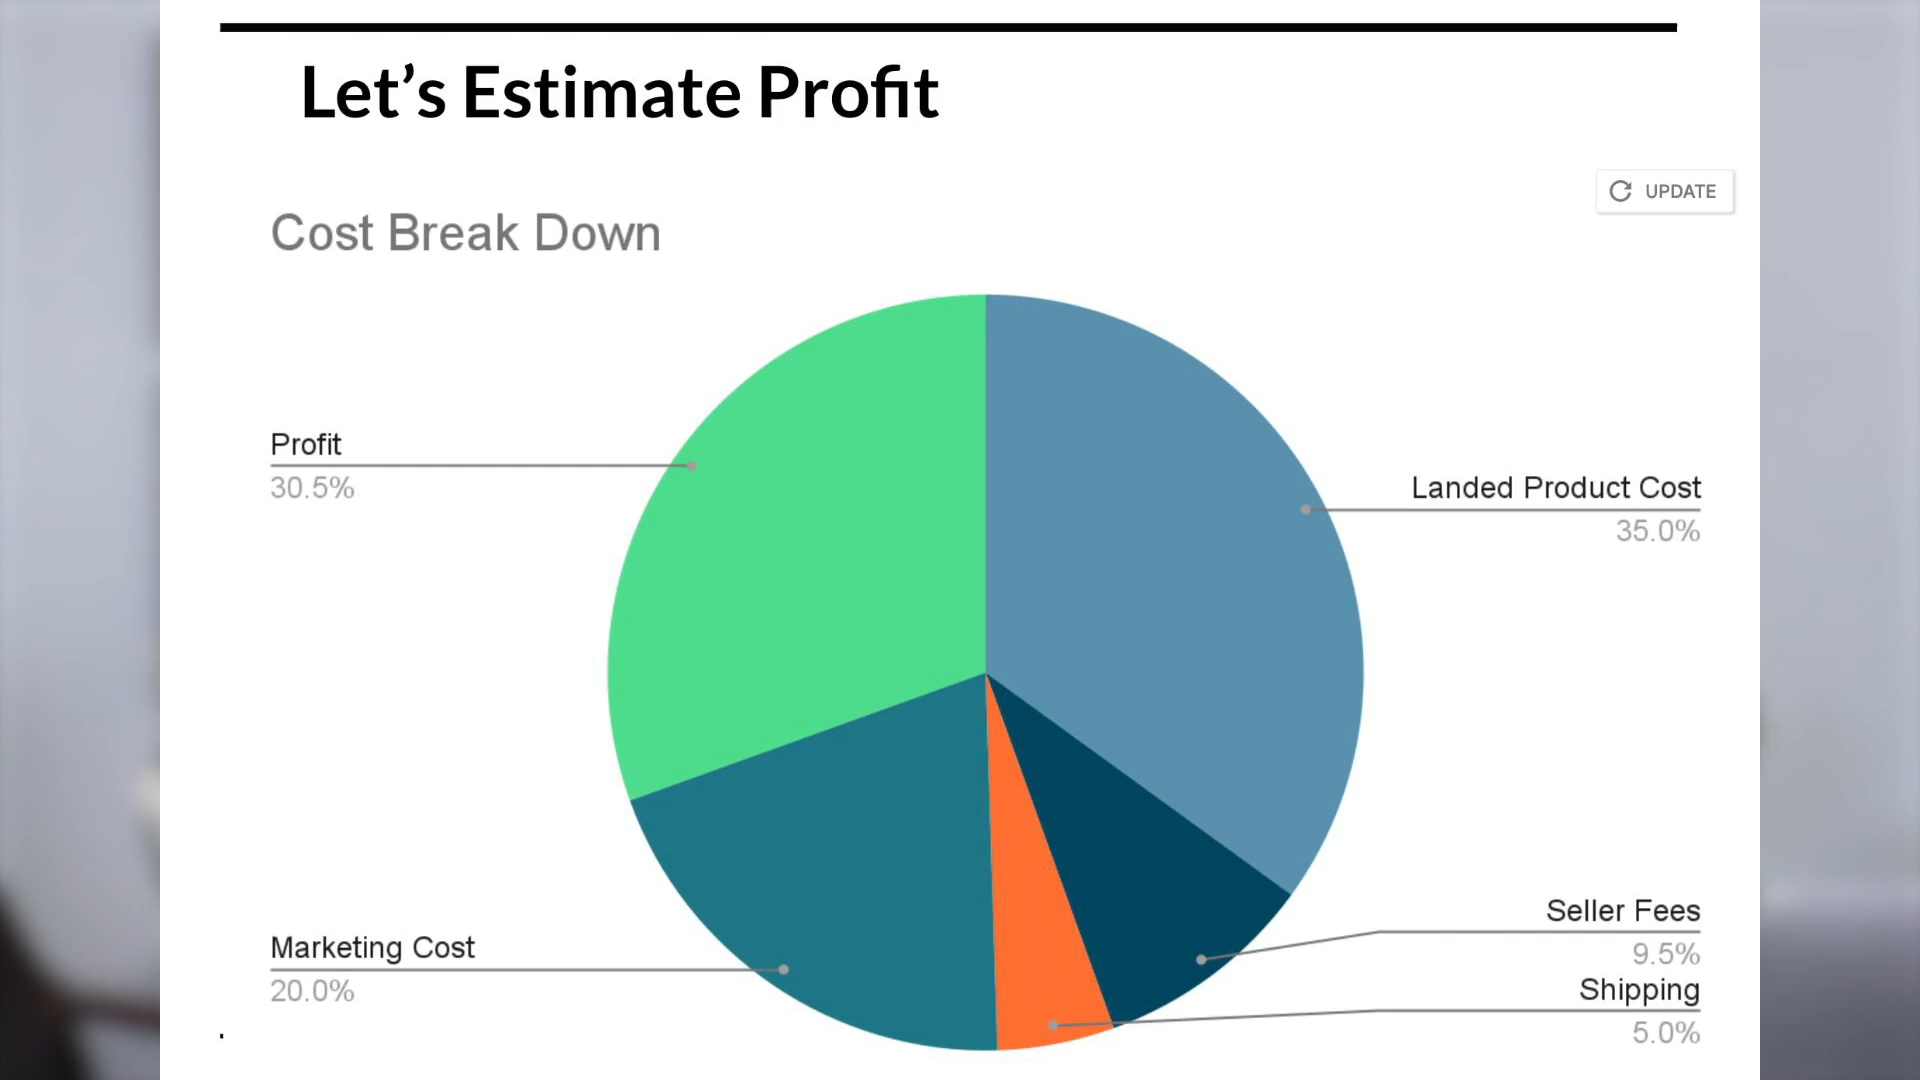 Let’s Estimate Profit
UPDATE
Cost Break Down
Profit
30.5%
Landed Product Cost
35.0%
Seller Fees
9.5%
Marketing Cost
20.0%
Shipping
5.0%
.